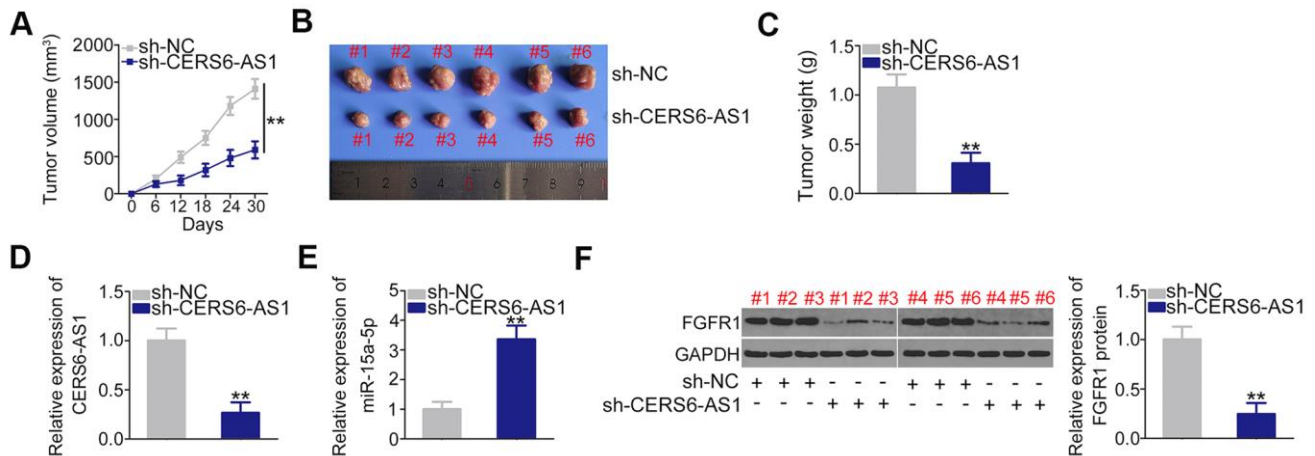 A
Tumor volume (mm³)
2000
1500
1000
500
0
sh-NC
sh-CERS6-AS1
**
0 6 12 18 24 30
Days
B
#1 #2 #3 #4 #5 #6
sh-NC
sh-CERS6-AS1
#1 #2 #3 #4 #5 #6
1 2 3 4 5 6 7 8 9 1
C
Tumor weight (g)
1.5
1.0
0.5
0.0
sh-NC
sh-CERS6-AS1
**
D
Relative expression of
CERS6-AS1
1.5
1.0
0.5
0.0
sh-NC
sh-CERS6-AS1
**
E
Relative expression of
miR-15a-5p
5
4
3
2
1
0
sh-NC
sh-CERS6-AS1
**
F
#1 #2 #3 #1 #2 #3 #4 #5 #6 #4 #5 #6
FGFR1
GAPDH
sh-NC + + + - - - + + + - - -
sh-CERS6-AS1 - - - + + + - - - + + +
Relative expression of
FGFR1 protein
1.5
1.0
0.5
0.0
sh-NC
sh-CERS6-AS1
**